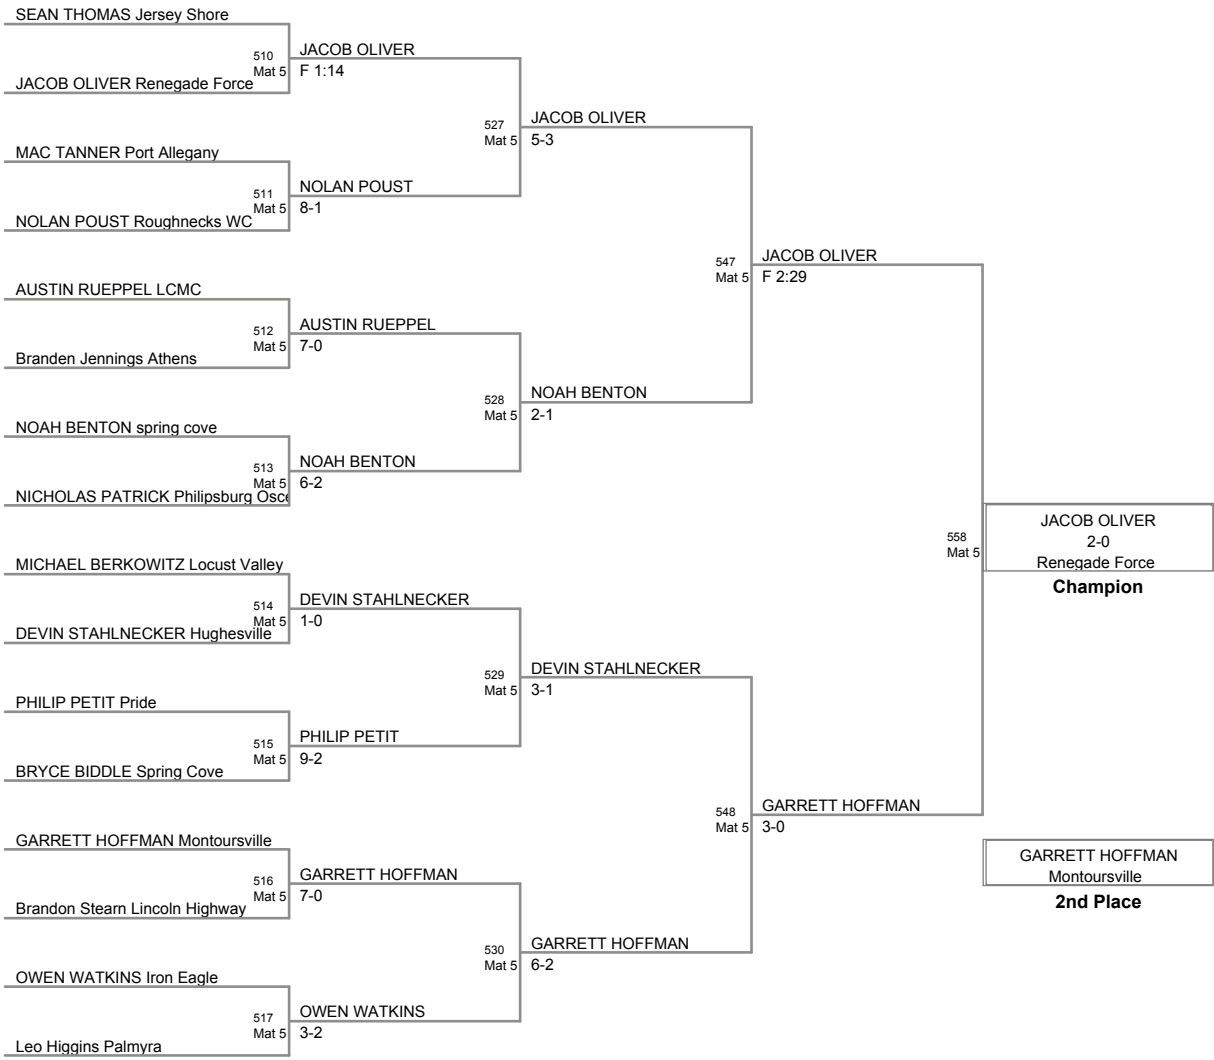 SEAN THOMAS Jersey Shore
510
Mat 5
JACOB OLIVER
F 1:14
JACOB OLIVER Renegade Force
527
Mat 5
JACOB OLIVER
5-3
MAC TANNER Port Allegany
511
Mat 5
NOLAN POUST
8-1
NOLAN POUST Roughnecks WC
547
Mat 5
JACOB OLIVER
F 2:29
AUSTIN RUEPPEL LCMC
512
Mat 5
AUSTIN RUEPPEL
7-0
Branden Jennings Athens
528
Mat 5
NOAH BENTON
2-1
NOAH BENTON spring cove
513
Mat 5
NOAH BENTON
6-2
NICHOLAS PATRICK Philipsburg Osce
558
Mat 5
JACOB OLIVER
2-0
Renegade Force
Champion
MICHAEL BERKOWITZ Locust Valley
514
Mat 5
DEVIN STAHLNECKER
1-0
DEVIN STAHLNECKER Hughesville
529
Mat 5
DEVIN STAHLNECKER
3-1
PHILIP PETIT Pride
515
Mat 5
PHILIP PETIT
9-2
BRYCE BIDDLE Spring Cove
548
Mat 5
GARRETT HOFFMAN
3-0
GARRETT HOFFMAN Montoursville
516
Mat 5
GARRETT HOFFMAN
7-0
Brandon Stearn Lincoln Highway
GARRETT HOFFMAN
Montoursville
2nd Place
530
Mat 5
GARRETT HOFFMAN
6-2
OWEN WATKINS Iron Eagle
517
Mat 5
OWEN WATKINS
3-2
Leo Higgins Palmyra